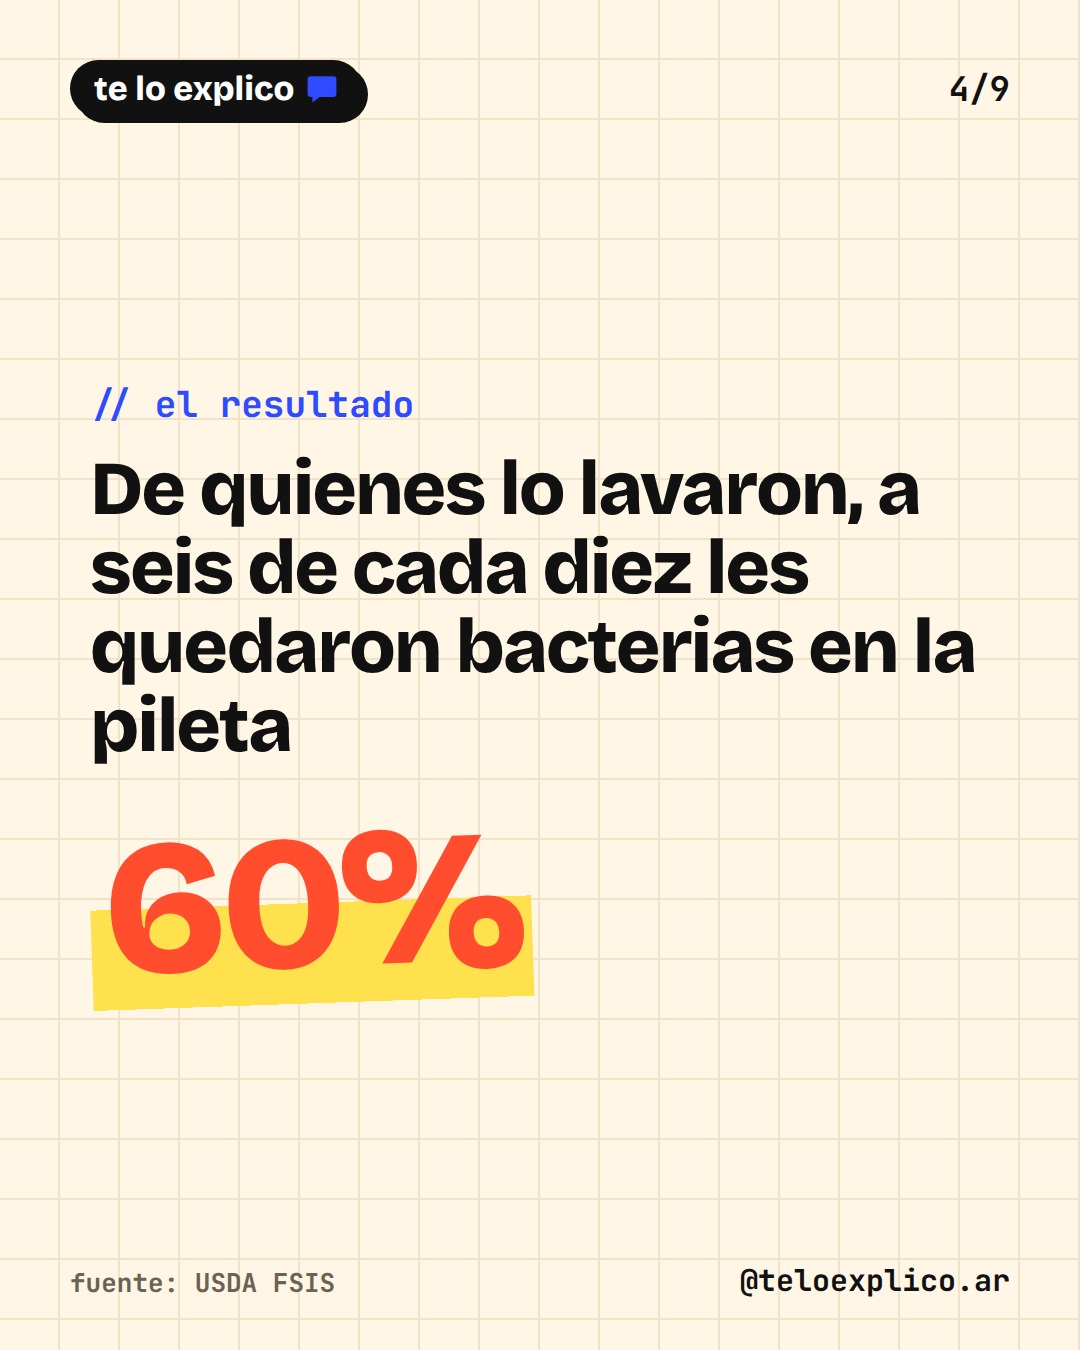 te lo explico
4/9
// el resultado
De quienes lo lavaron, a
seis de cada diez les
quedaron bacterias en la
pileta
60%
fuente: USDA FSIS
@teloexplico.ar